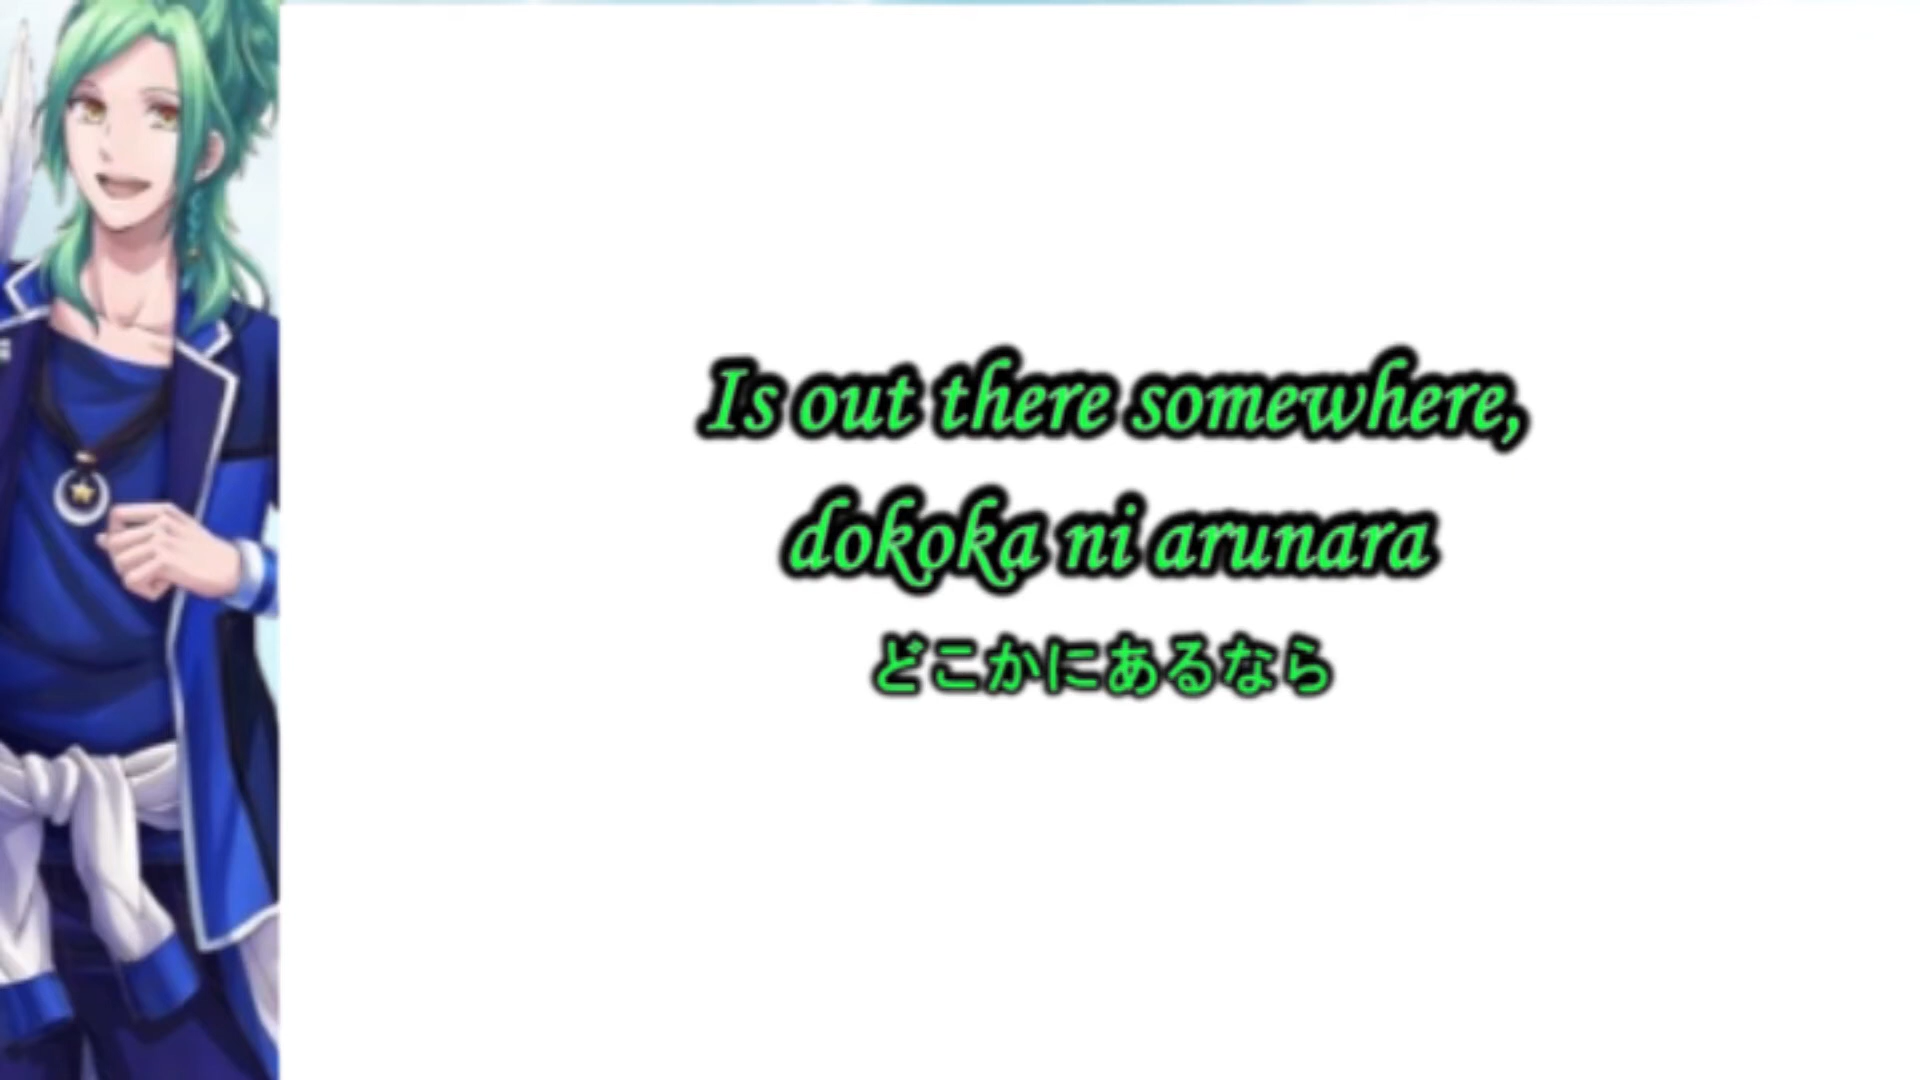 Is out there somewhere,
dokoka ni arunara
どこかにあるなら